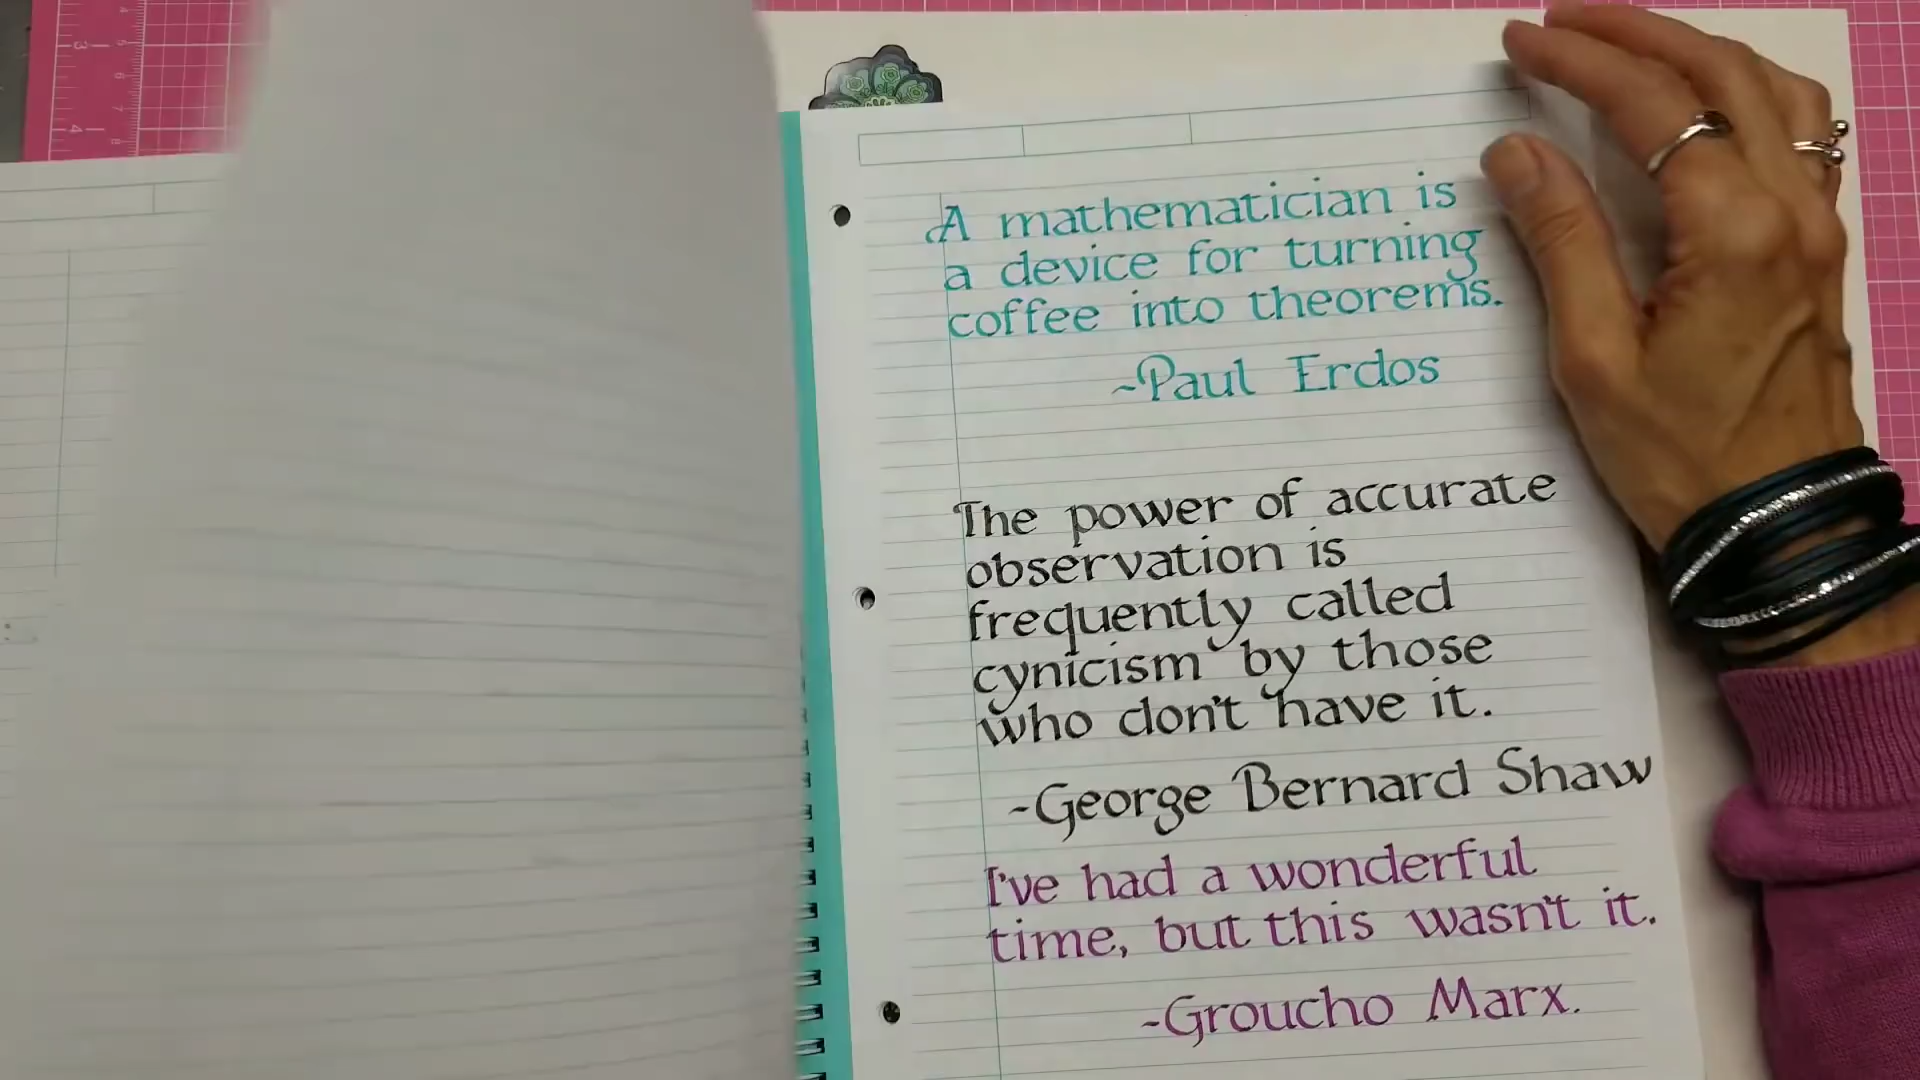 A mathematician is
a device for turning
coffee into theorems.
~Paul Erdos
The power of accurate
observation is
frequently called
cynicism by those
who don't have it.
~George Bernard Shaw
I've had a wonderful
time, but this wasn't it.
~Groucho Marx.